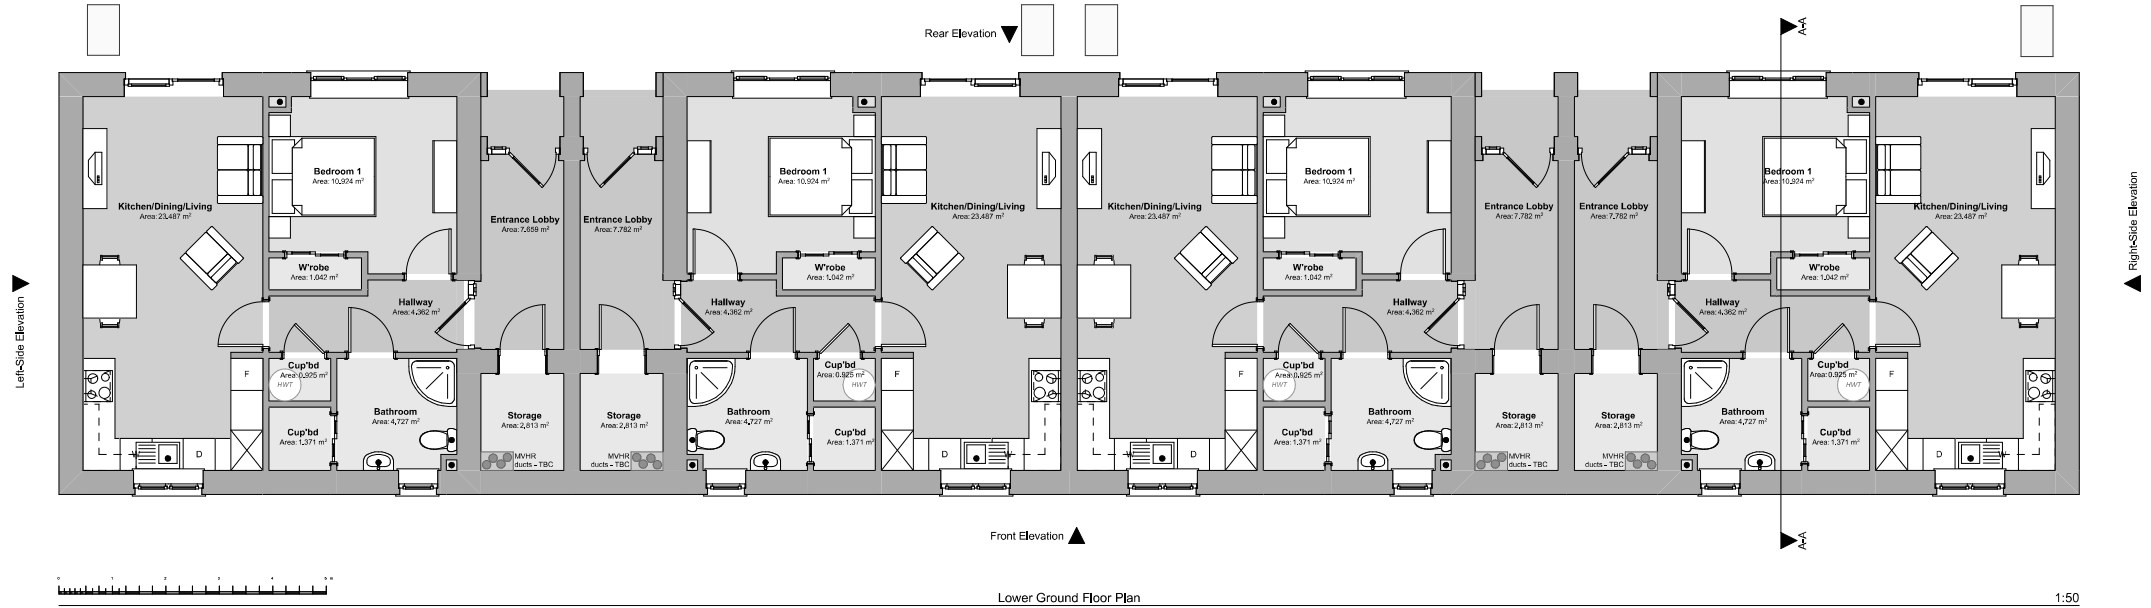 Rear Elevation
A-A
Bedroom 1
Area: 10.924 m²
Bedroom 1
Area: 10.924 m²
Bedroom 1
Area: 10.924 m²
Bedroom 1
Area: 10.924 m²
Kitchen/Dining/Living
Area: 23.487 m²
Kitchen/Dining/Living
Area: 23.487 m²
Kitchen/Dining/Living
Area: 23.487 m²
Kitchen/Dining/Living
Area: 23.487 m²
Entrance Lobby
Area: 7.659 m²
Entrance Lobby
Area: 7.782 m²
Entrance Lobby
Area: 7.782 m²
Entrance Lobby
Area: 7.782 m²
W'robe
Area: 1.042 m²
W'robe
Area: 1.042 m²
W'robe
Area: 1.042 m²
W'robe
Area: 1.042 m²
Left-Side Elevation
Right-Side Elevation
Hallway
Area: 4.362 m²
Hallway
Area: 4.362 m²
Hallway
Area: 4.362 m²
Hallway
Area: 4.362 m²
F
Cup'bd
Area: 0.925 m²
HWT
Cup'bd
Area: 0.925 m²
HWT
F
F
Cup'bd
Area: 0.925 m²
HWT
Cup'bd
Area: 0.925 m²
HWT
F
Bathroom
Area: 4.727 m²
Storage
Area: 2.813 m²
Storage
Area: 2.813 m²
Bathroom
Area: 4.727 m²
Bathroom
Area: 4.727 m²
Storage
Area: 2.813 m²
Storage
Area: 2.813 m²
Bathroom
Area: 4.727 m²
Cup'bd
Area: 1.371 m²
Cup'bd
Area: 1.371 m²
Cup'bd
Area: 1.371 m²
Cup'bd
Area: 1.371 m²
W
D
MVHR
ducts - TBC
MVHR
ducts - TBC
D
W
W
D
MVHR
ducts - TBC
MVHR
ducts - TBC
D
W
Front Elevation
A-A
0 1 2 3 4 5 m
Lower Ground Floor Plan
1:50